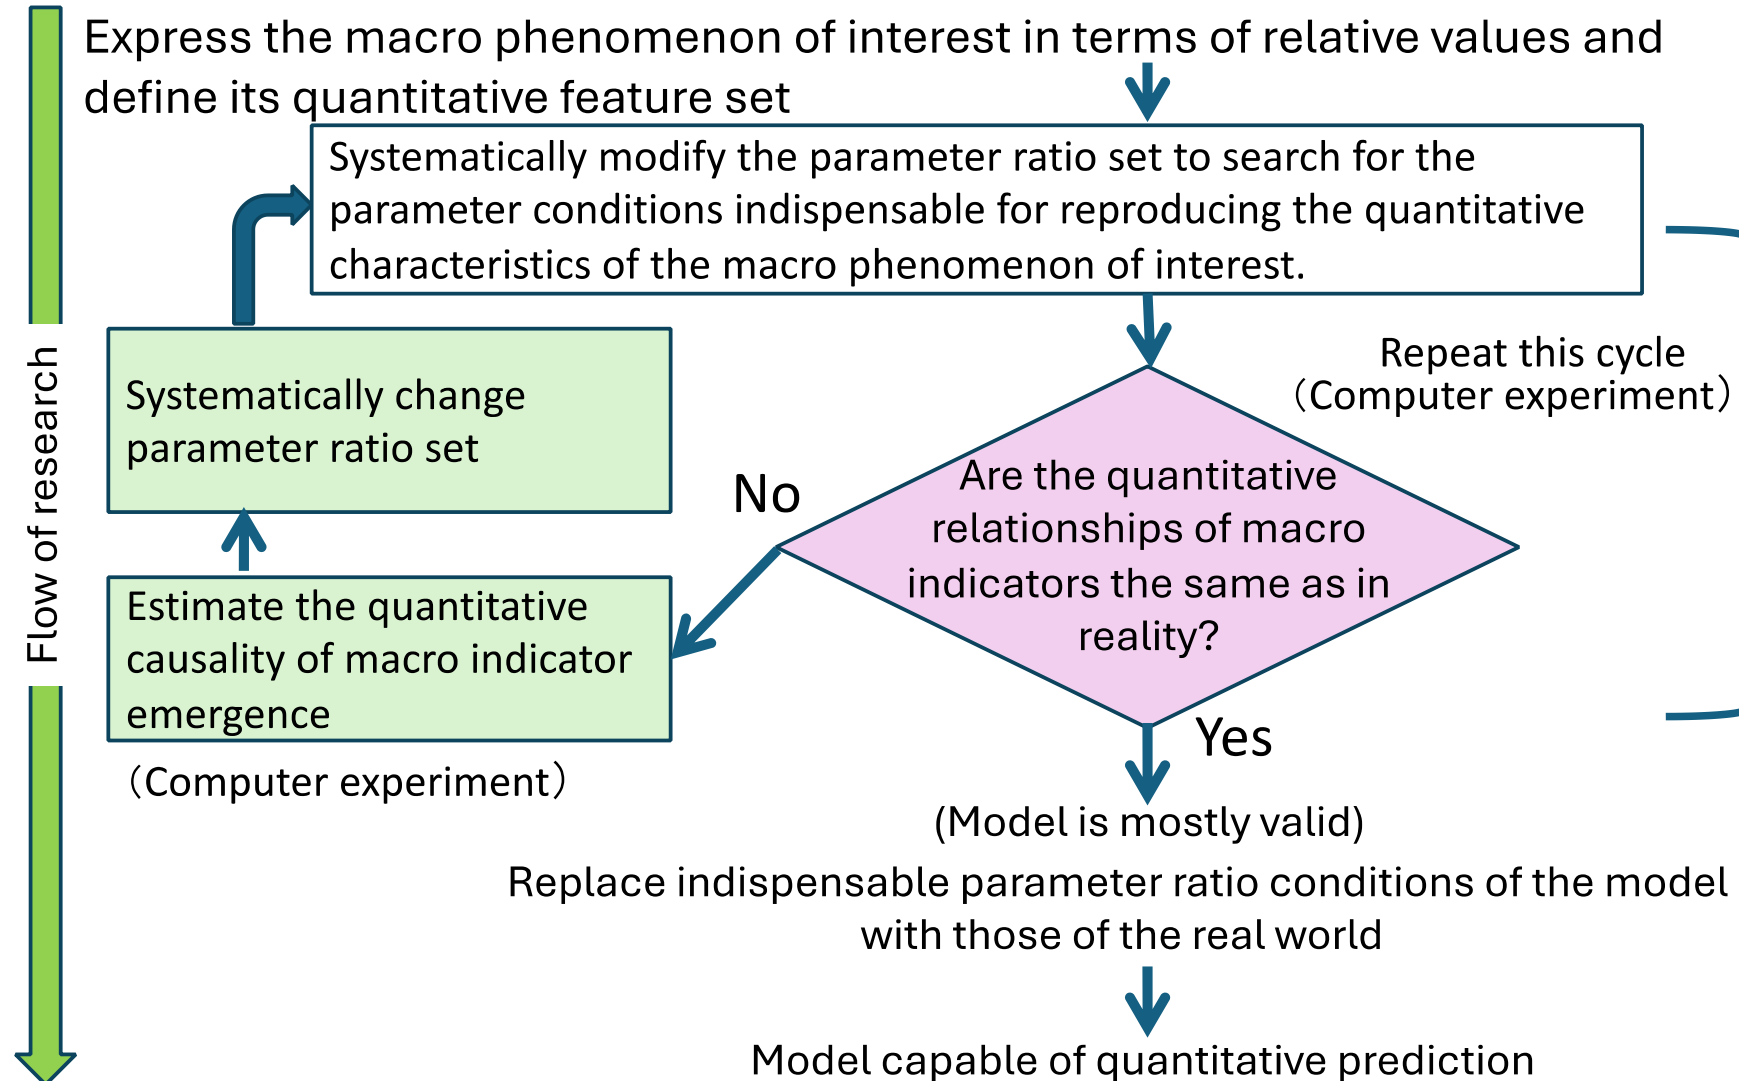 Express the macro phenomenon of interest in terms of relative values and
define its quantitative feature set
Systematically modify the parameter ratio set to search for the
parameter conditions indispensable for reproducing the quantitative
characteristics of the macro phenomenon of interest.
Flow of research
Systematically change
parameter ratio set
Repeat this cycle
（Computer experiment）
No
Are the quantitative
relationships of macro
indicators the same as in
reality?
Estimate the quantitative
causality of macro indicator
emergence
（Computer experiment）
Yes
(Model is mostly valid)
Replace indispensable parameter ratio conditions of the model
with those of the real world
Model capable of quantitative prediction